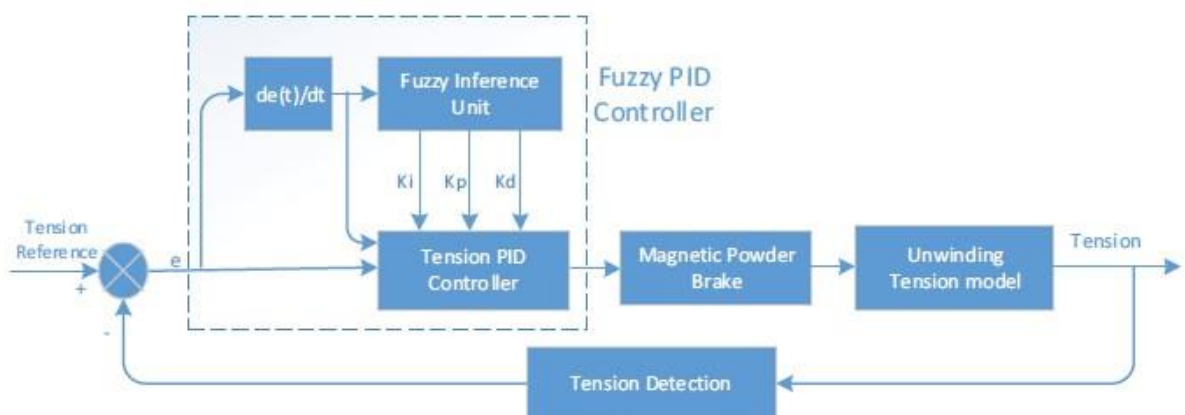 de(t)/dt
Fuzzy Inference
Unit
Fuzzy PID
Controller
Ki
Kp
Kd
Tension
Reference
+
-
e
Tension PID
Controller
Magnetic Powder
Brake
Unwinding
Tension model
Tension
Tension Detection